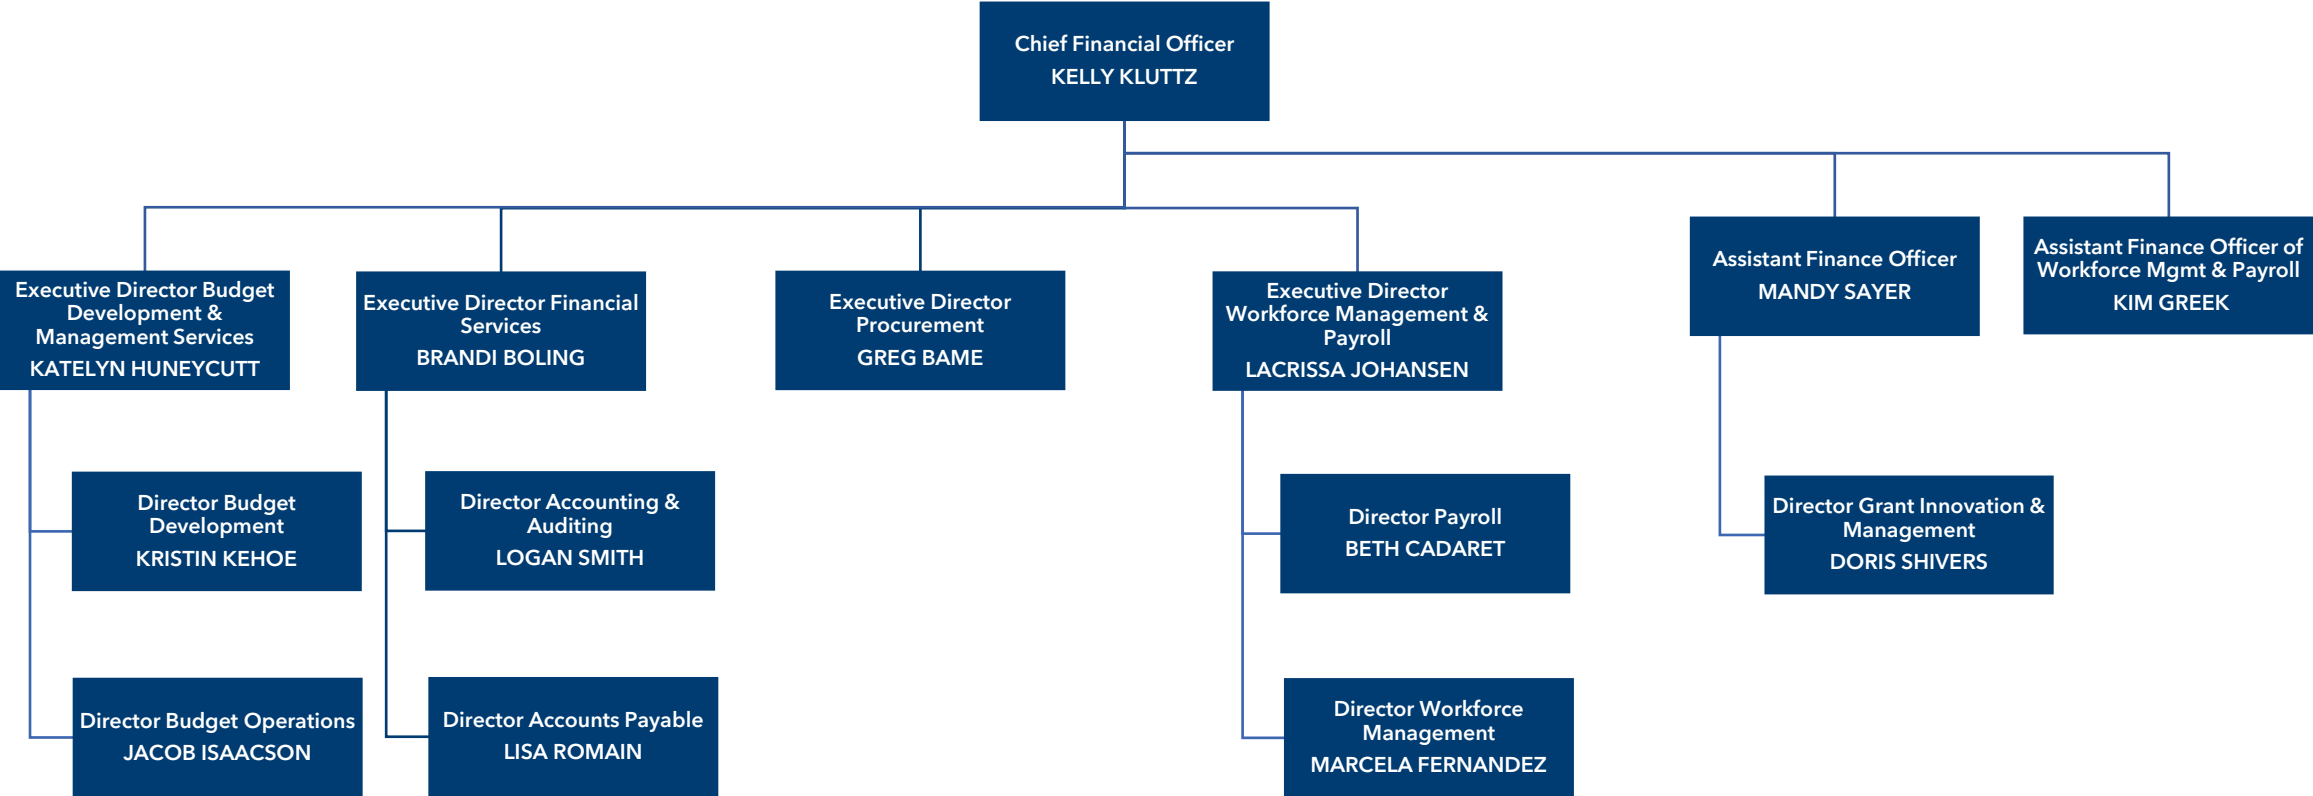 Chief Financial Officer
KELLY KLUTTZ
Executive Director Budget
Development &
Management Services
KATELYN HUNEYCUTT
Executive Director Financial
Services
BRANDI BOLING
Executive Director
Procurement
GREG BAME
Executive Director
Workforce Management &
Payroll
LACRISSA JOHANSEN
Assistant Finance Officer
MANDY SAYER
Assistant Finance Officer of
Workforce Mgmt & Payroll
KIM GREEK
Director Budget
Development
KRISTIN KEHOE
Director Accounting &
Auditing
LOGAN SMITH
Director Payroll
BETH CADARET
Director Grant Innovation &
Management
DORIS SHIVERS
Director Budget Operations
JACOB ISAACSON
Director Accounts Payable
LISA ROMAIN
Director Workforce
Management
MARCELA FERNANDEZ